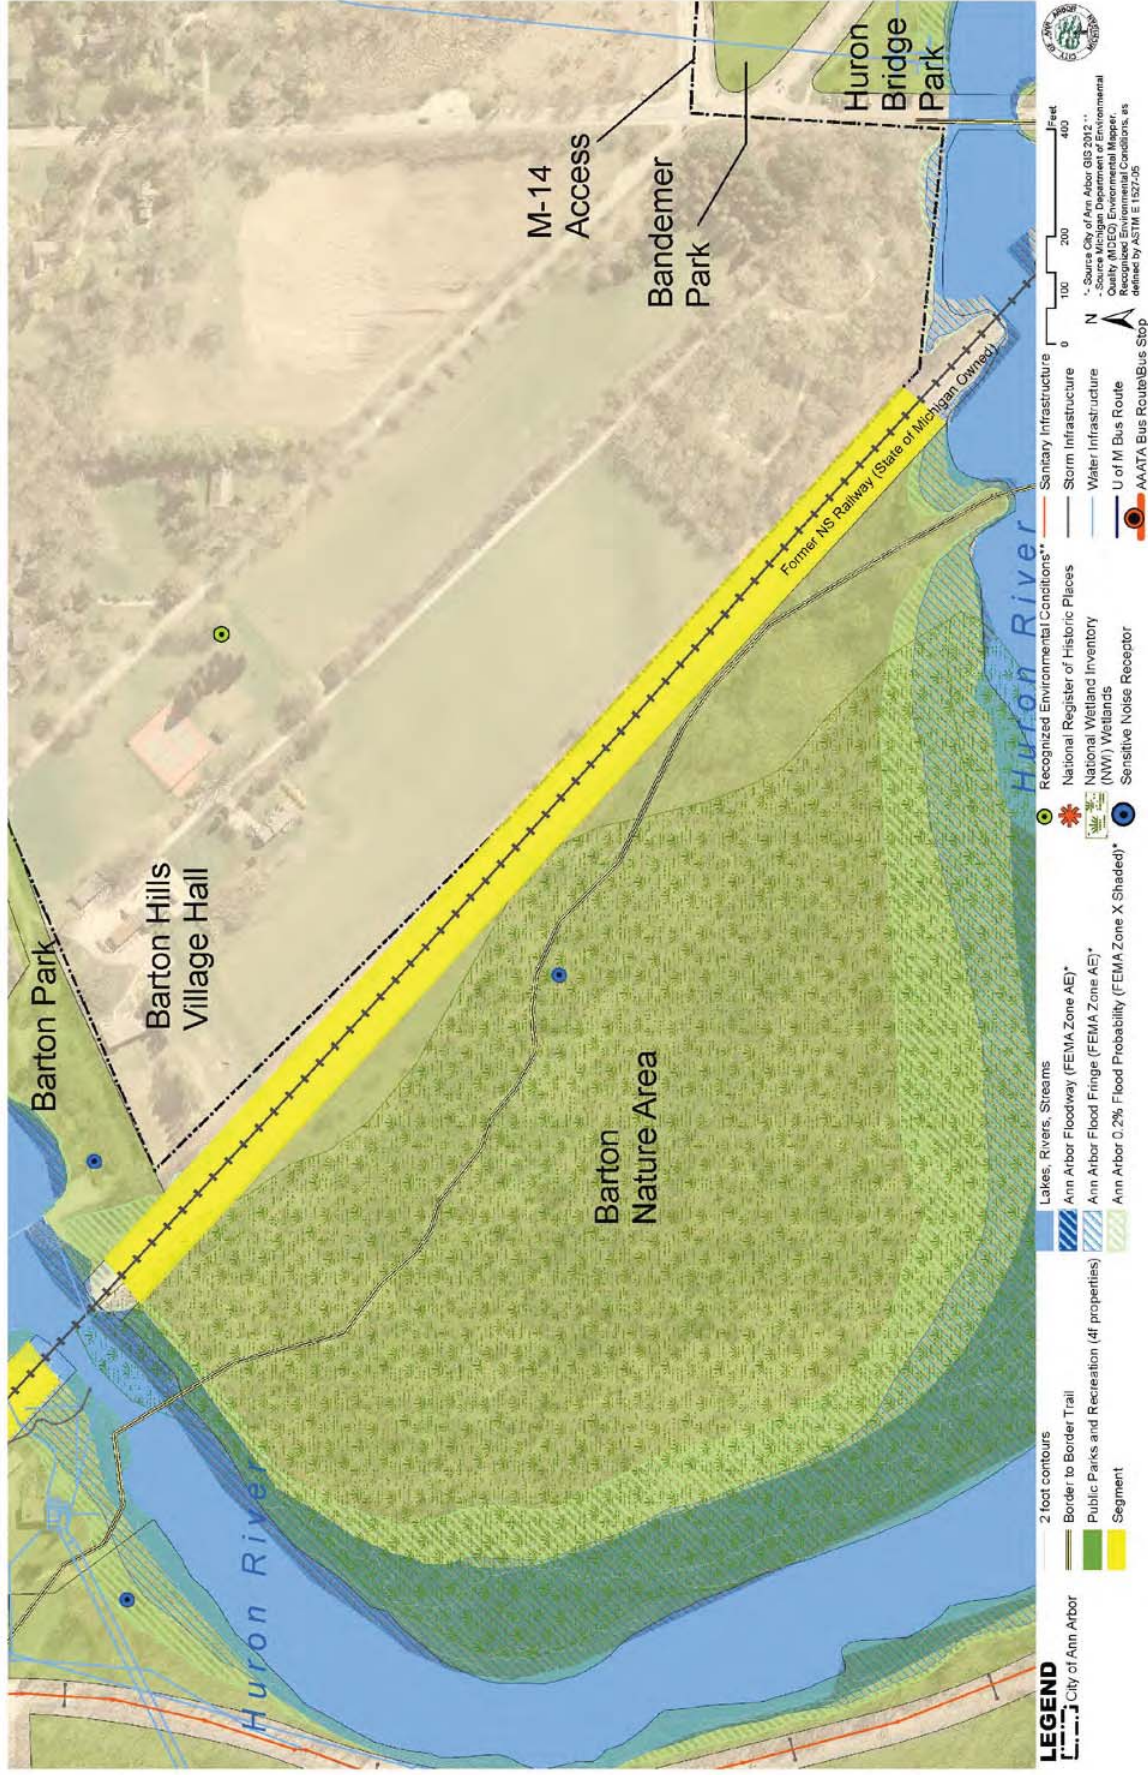 Barton Park
Barton Hills
Village Hall
M-14
Access
Bandemer
Park
Huron
Bridge
Park
Former NS Railway (State of Michigan Owned)
Barton
Nature Area
Huron River
Huron River
LEGEND
City of Ann Arbor
2 foot contours
Border to Border Trail
Public Parks and Recreation (4f properties)
Segment
Lakes, Rivers, Streams
Ann Arbor Floodway (FEMA Zone AE)*
Ann Arbor Flood Fringe (FEMA Zone AE)*
Ann Arbor 0.2% Flood Probability (FEMA Zone X Shaded)*
Recognized Environmental Conditions**
National Register of Historic Places
National Wetland Inventory
(NWI) Wetlands
Sensitive Noise Receptor
Sanitary Infrastructure
Storm Infrastructure
Water Infrastructure
U of M Bus Route
AAATA Bus Route\Bus Stop
0 100 200 400
Feet
N
*- Source City of Ann Arbor GIS 2012 **
- Source Michigan Department of Environmental
Quality (MDEQ) Environmental Mapper.
Recognized Environmental Conditions, as
defined by ASTM E 1527-05
CITY OF ANN ARBOR
MICHIGAN